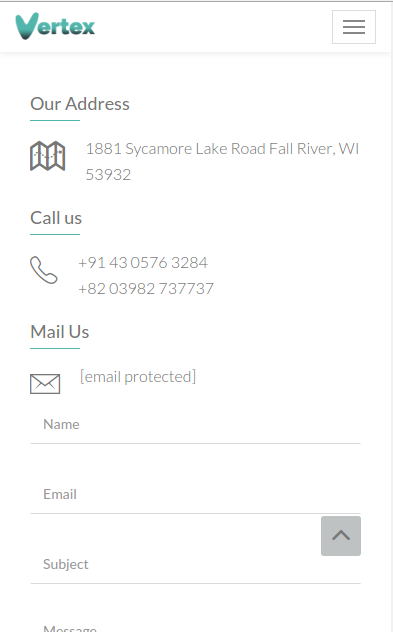 Vertex
Our Address
1881 Sycamore Lake Road Fall River, WI
53932
Call us
+91 43 0576 3284
+82 03982 737737
Mail Us
[email protected]
Name
Email
Subject
Message